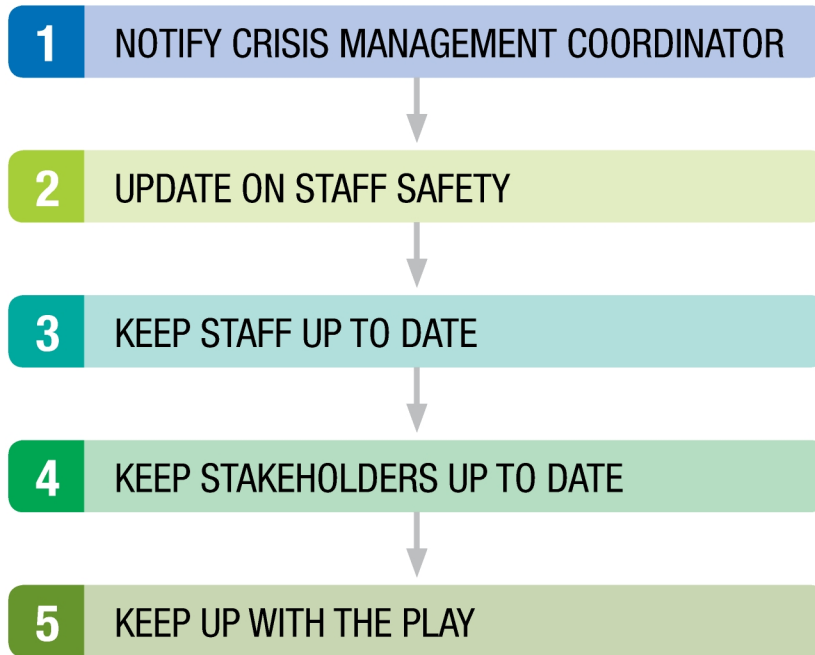 1 NOTIFY CRISIS MANAGEMENT COORDINATOR
2 UPDATE ON STAFF SAFETY
3 KEEP STAFF UP TO DATE
4 KEEP STAKEHOLDERS UP TO DATE
5 KEEP UP WITH THE PLAY